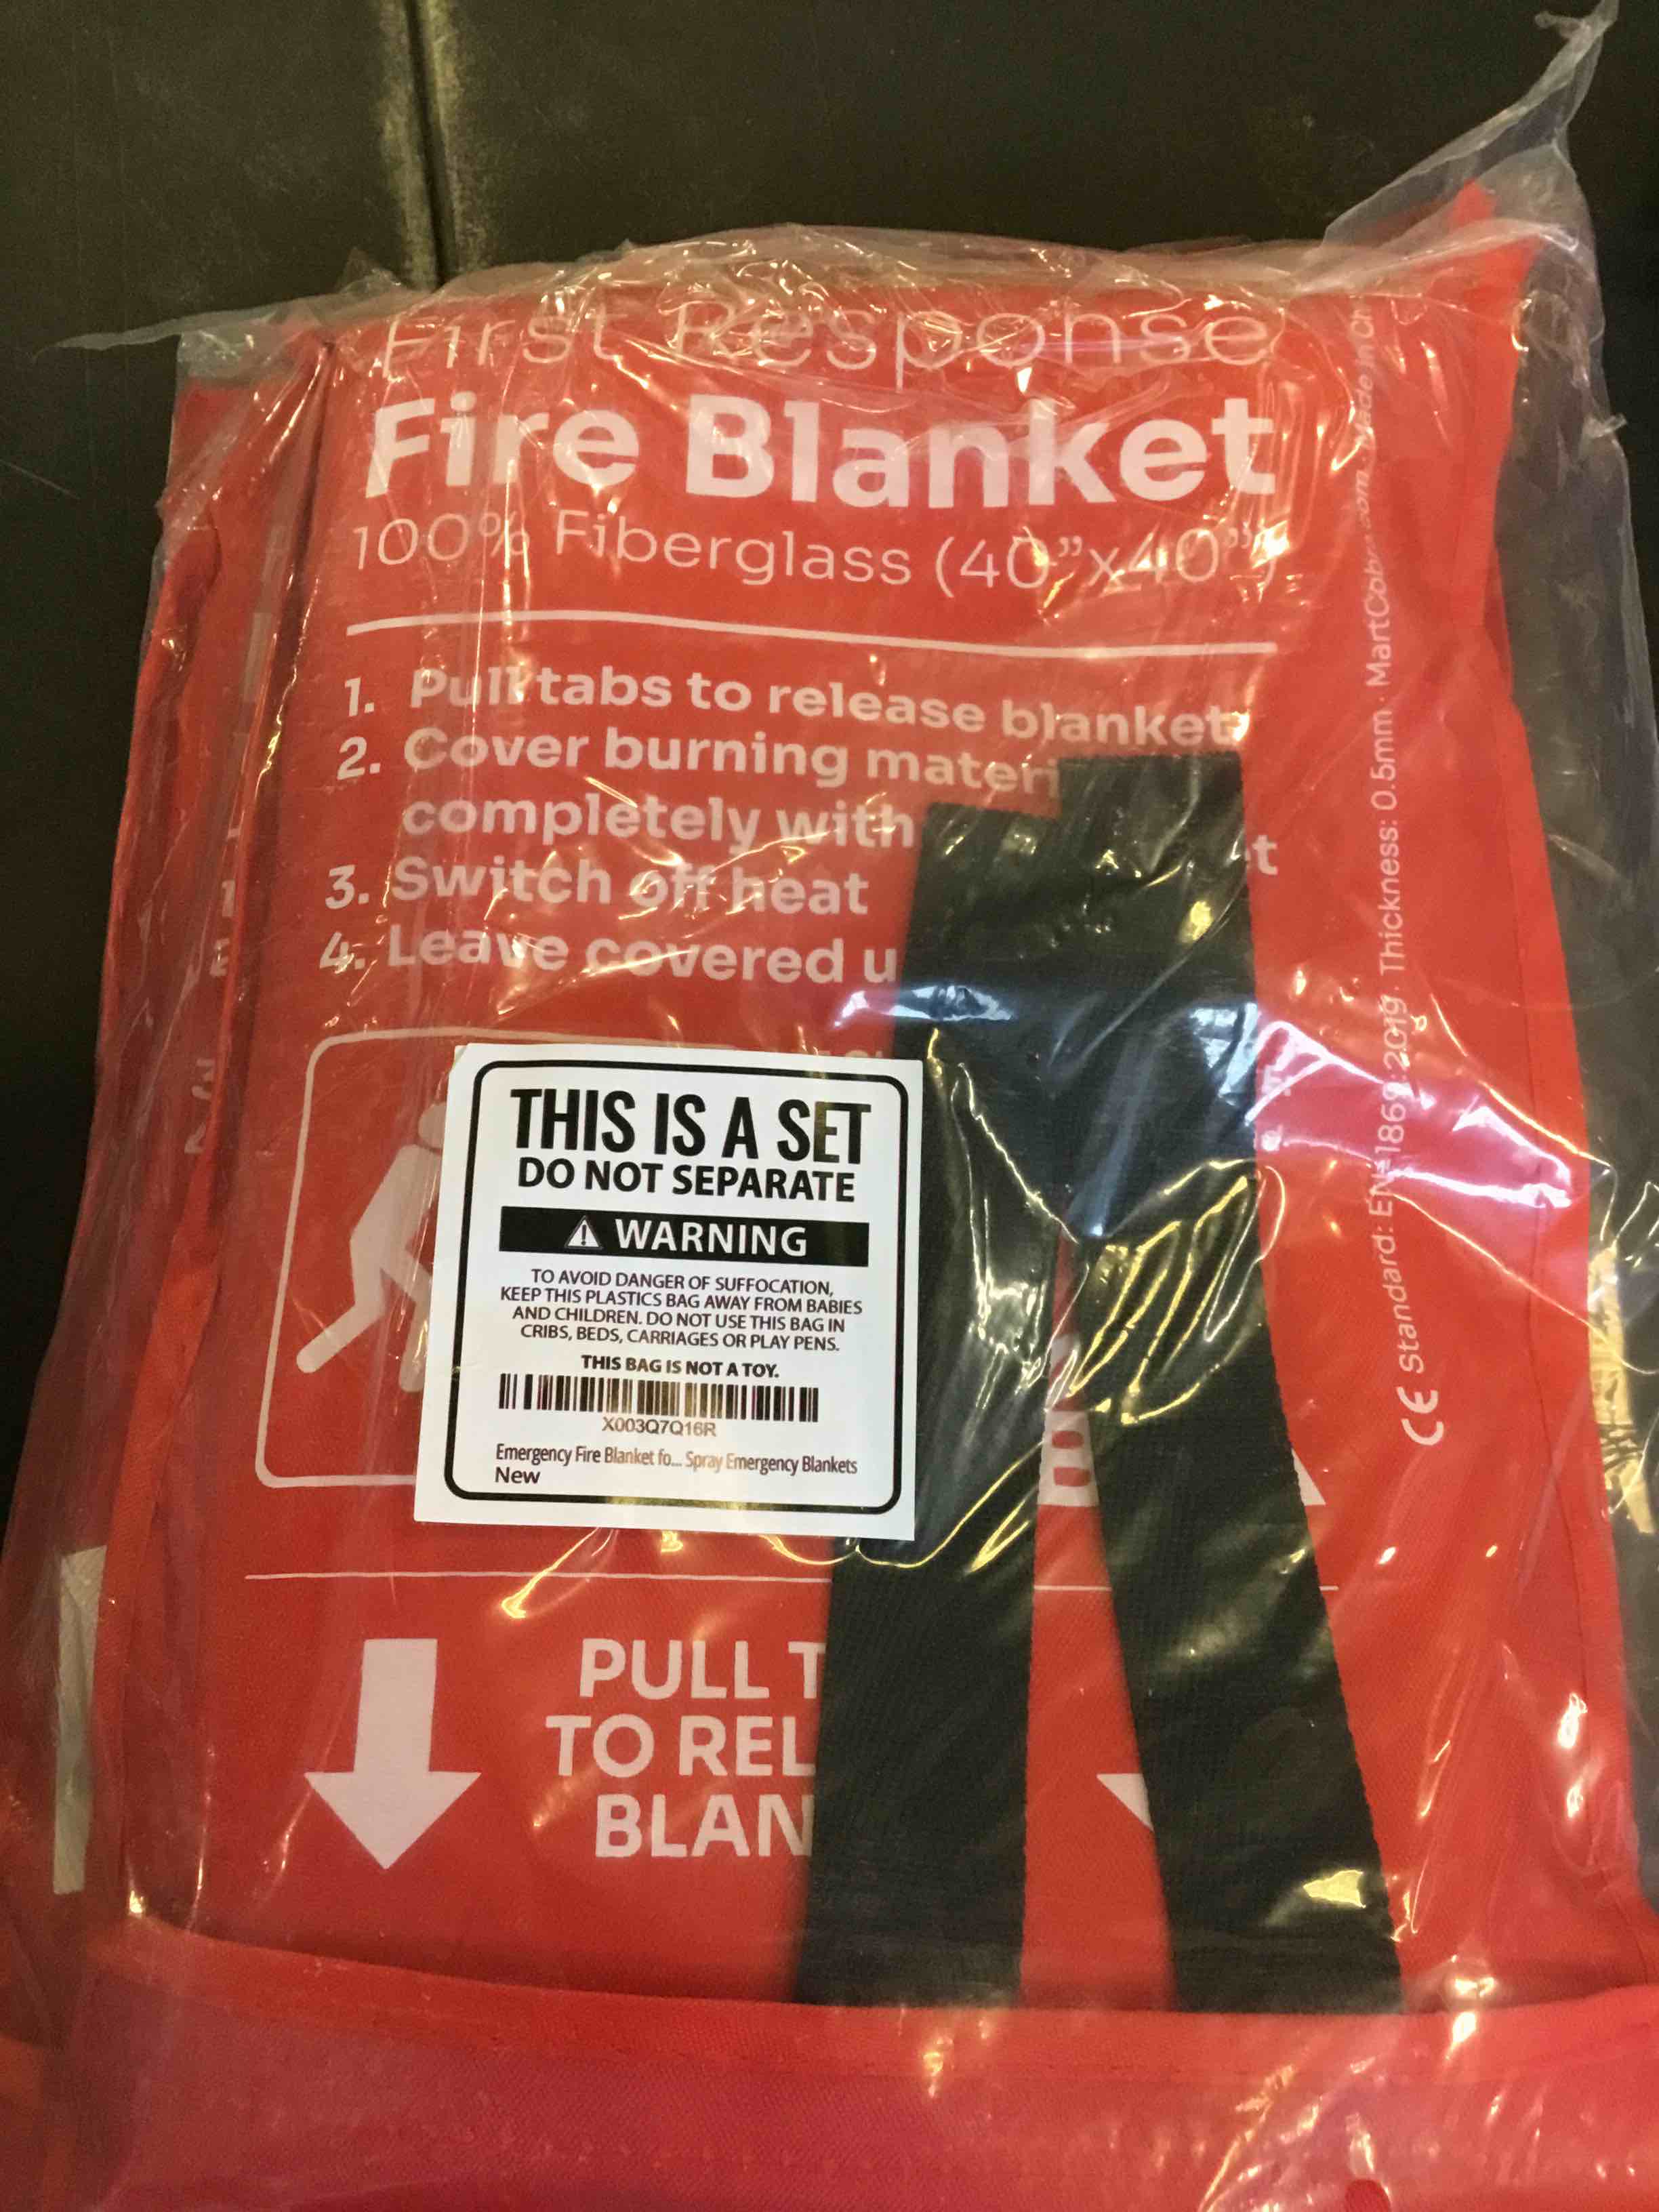 First Response
Fire Blanket
100% Fiberglass (40”x40”)
1. Pull tabs to release blanket
2. Cover burning materi
completely with t
3. Switch off heat
4. Leave covered u
THIS IS A SET
DO NOT SEPARATE
WARNING
TO AVOID DANGER OF SUFFOCATION,
KEEP THIS PLASTICS BAG AWAY FROM BABIES
AND CHILDREN. DO NOT USE THIS BAG IN
CRIBS, BEDS, CARRIAGES OR PLAY PENS.
THIS BAG IS NOT A TOY.
X003Q7Q16R
Emergency Fire Blanket fo... Spray Emergency Blankets
New
PULL T
TO REL
BLAN
CE Standard: EN-1869-2019 · Thickness: 0.5mm · MartCobra.com · Made in Ch